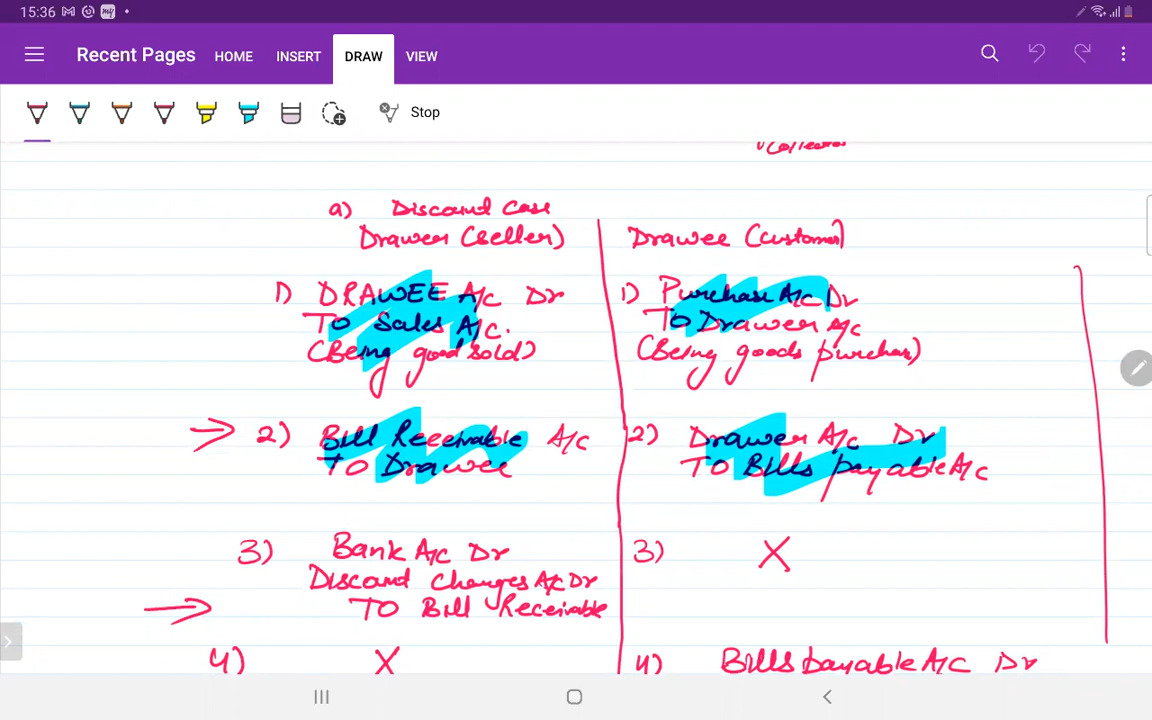 15:36
Recent Pages HOME INSERT DRAW VIEW
Stop
a) Discound Case
Drawer (seller)
1) DRAWEE A/c Dr
TO Sales A/c.
(Being good sold)
2) Bill Receivable A/c
TO Drawee
3) Bank A/c Dr
Discound Changes A/c Dr
TO Bill Receivable
4) X
Drawee (customer)
1) Purchase A/c Dr
TO Drawer A/c
(Being goods purchas)
2) Drawer A/c Dr
TO Bills payable A/c
3) X
4) Bills payable A/C Dr